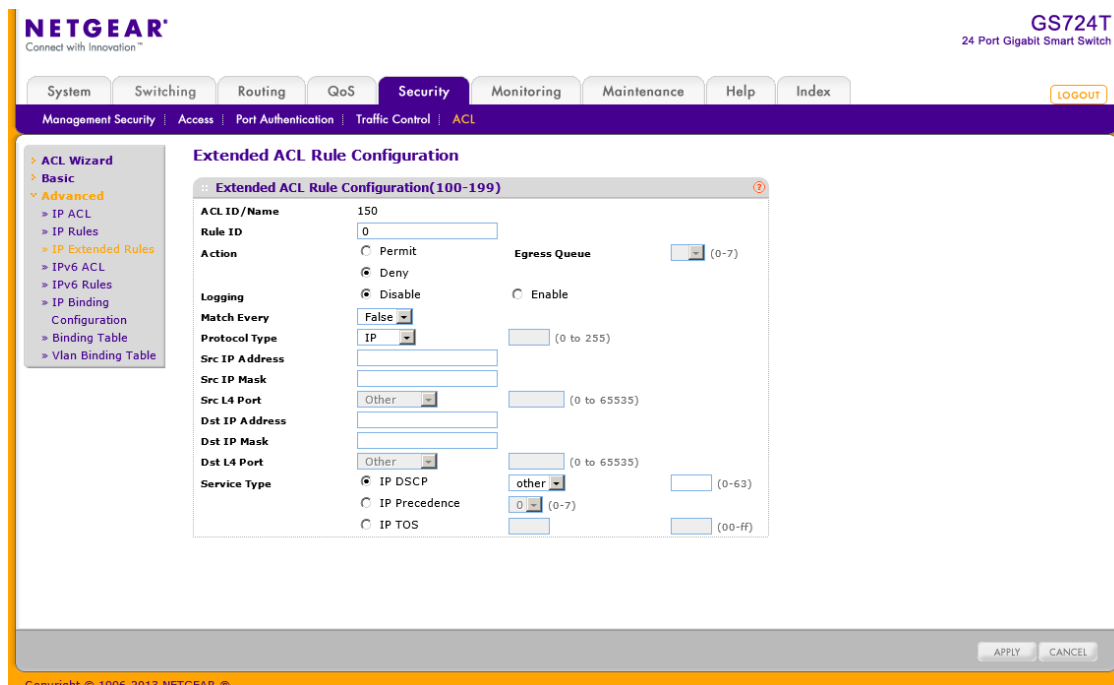 NETGEAR®
Connect with Innovation™
GS724T
24 Port Gigabit Smart Switch
System Switching Routing QoS Security Monitoring Maintenance Help Index
LOGOUT
Management Security Access Port Authentication Traffic Control ACL
ACL Wizard
Basic
Advanced
» IP ACL
» IP Rules
» IP Extended Rules
» IPv6 ACL
» IPv6 Rules
» IP Binding
Configuration
» Binding Table
» Vlan Binding Table
Extended ACL Rule Configuration
:: Extended ACL Rule Configuration(100-199) ?
ACL ID/Name 150
Rule ID 0
Action Permit Egress Queue (0-7)
Deny
Logging Disable Enable
Match Every False
Protocol Type IP (0 to 255)
Src IP Address
Src IP Mask
Src L4 Port Other (0 to 65535)
Dst IP Address
Dst IP Mask
Dst L4 Port Other (0 to 65535)
Service Type IP DSCP other (0-63)
IP Precedence 0 (0-7)
IP TOS (00-ff)
APPLY CANCEL
Copyright © 1996-2013 NETGEAR ®